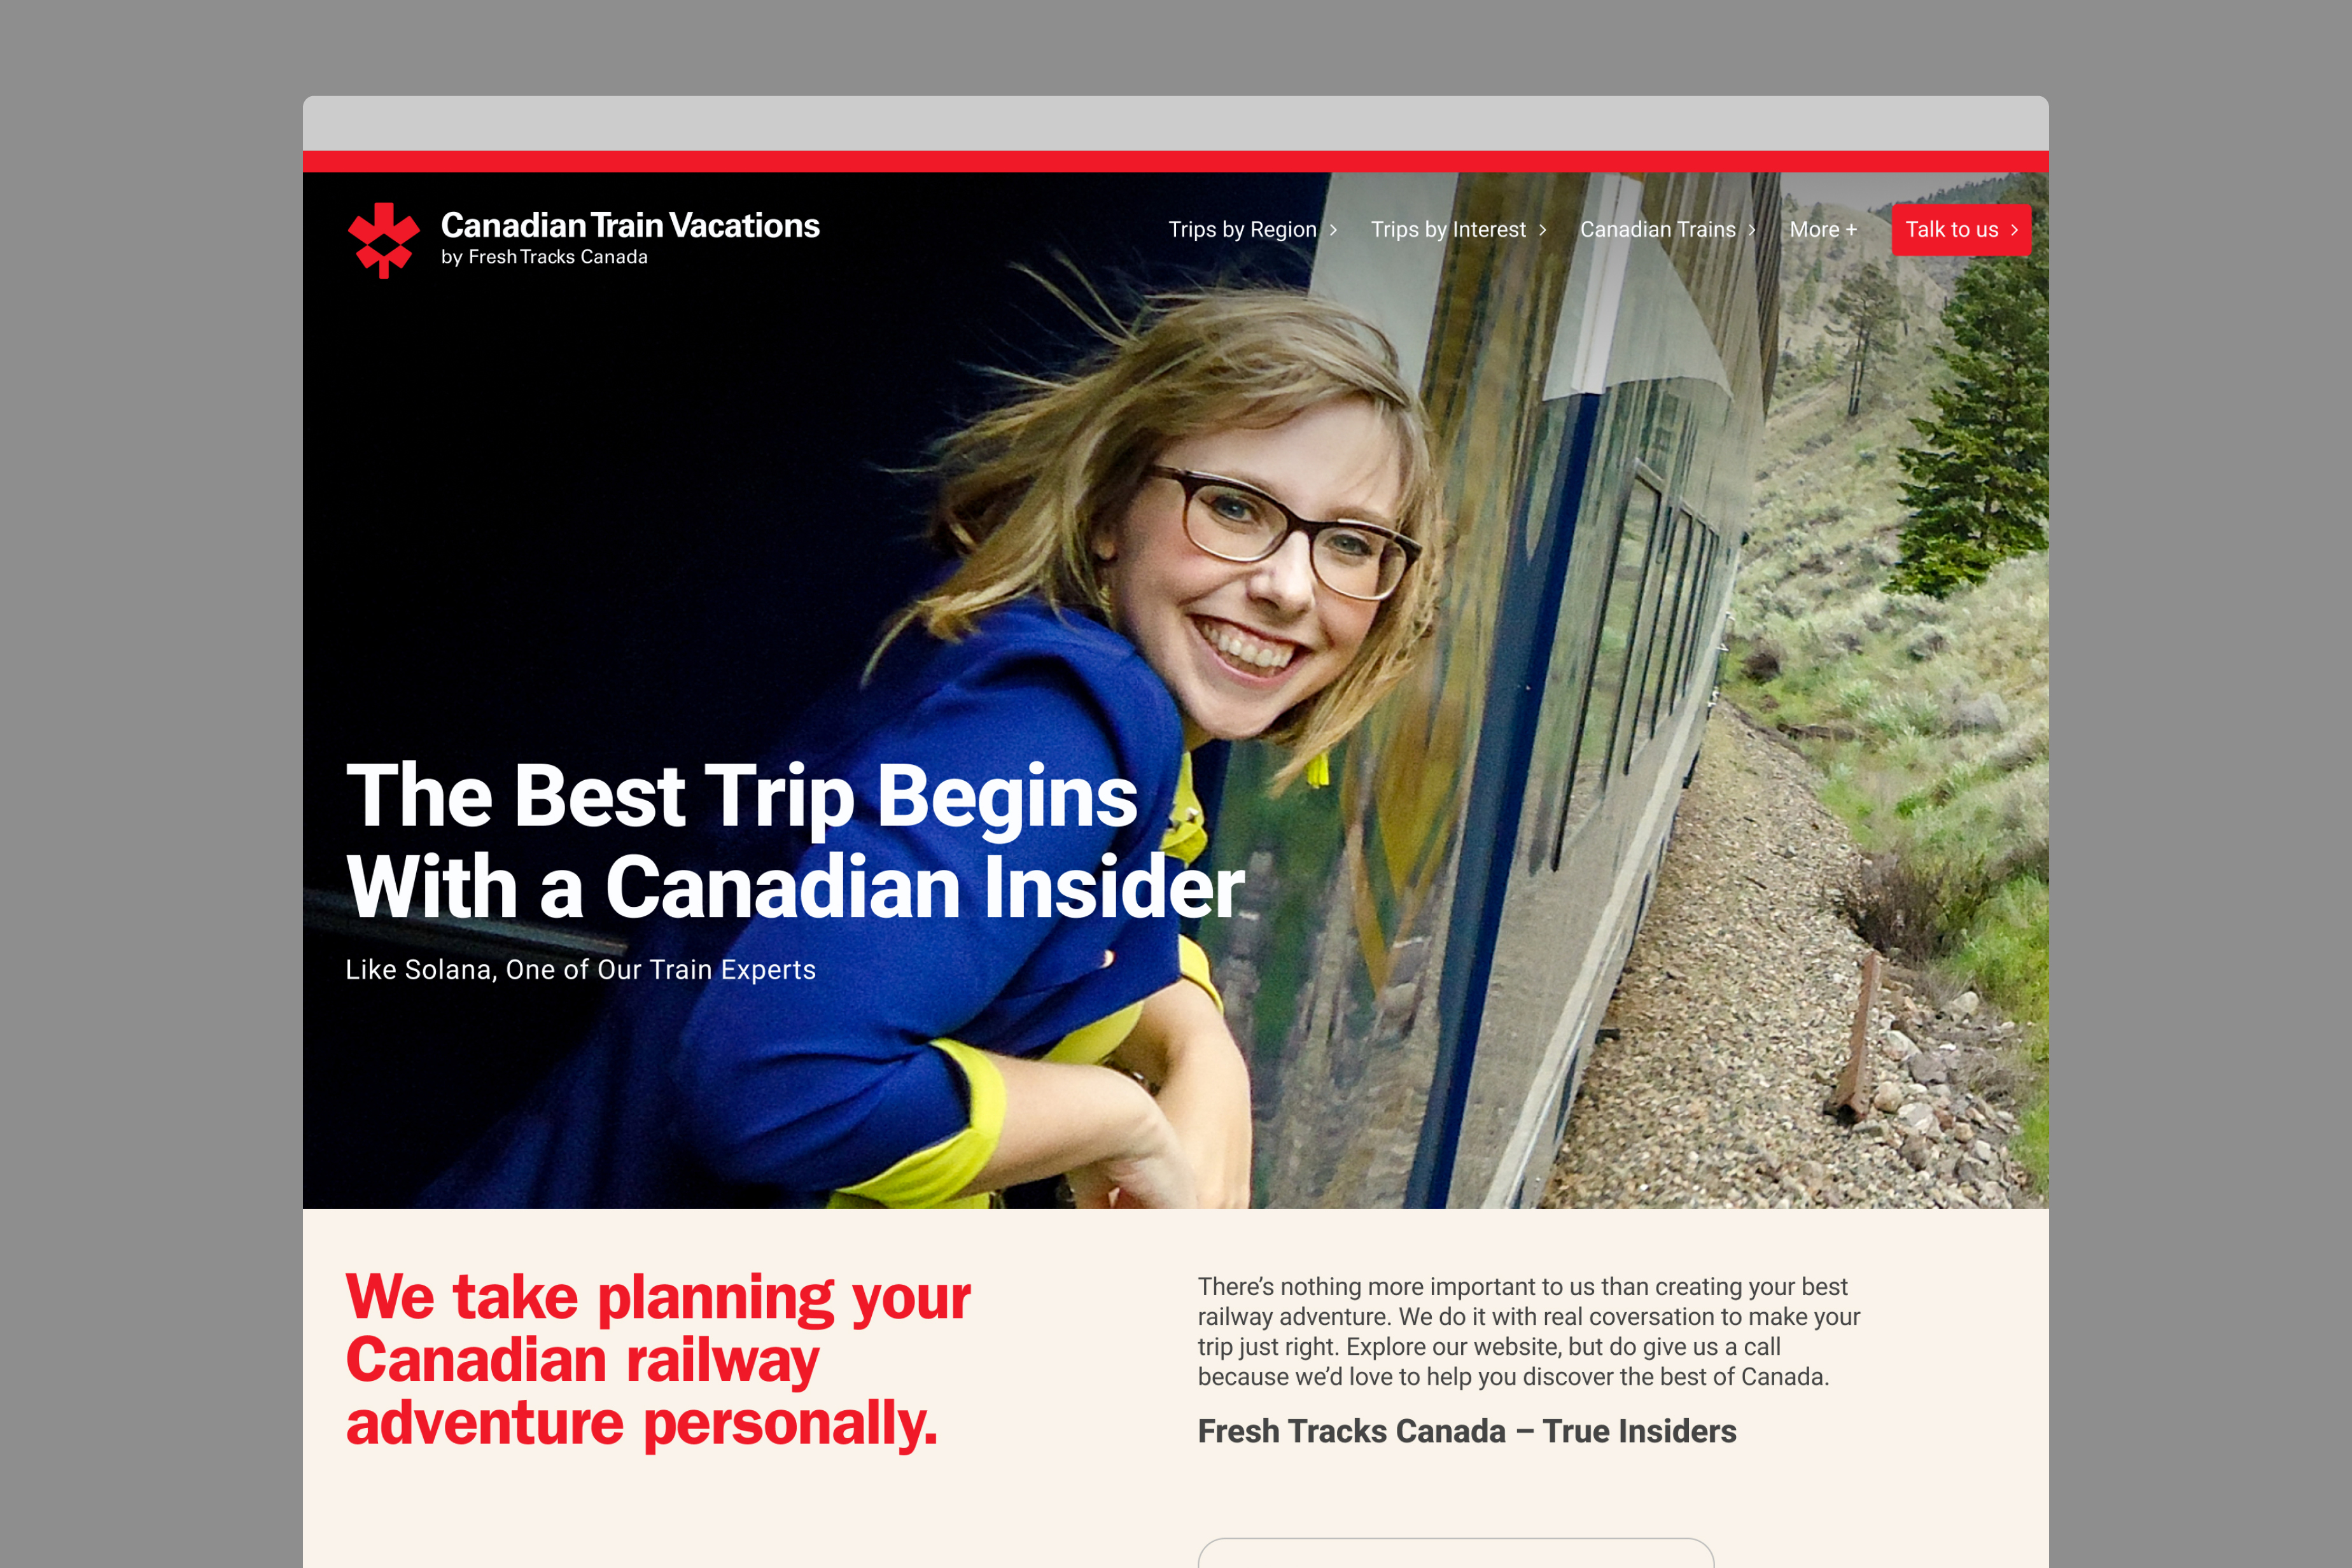 Canadian Train Vacations
by Fresh Tracks Canada
Trips by Region
Trips by Interest
Canadian Trains
More +
Talk to us
The Best Trip Begins
With a Canadian Insider
Like Solana, One of Our Train Experts
We take planning your
Canadian railway
adventure personally.
There's nothing more important to us than creating your best
railway adventure. We do it with real coversation to make your
trip just right. Explore our website, but do give us a call
because we'd love to help you discover the best of Canada.
Fresh Tracks Canada – True Insiders